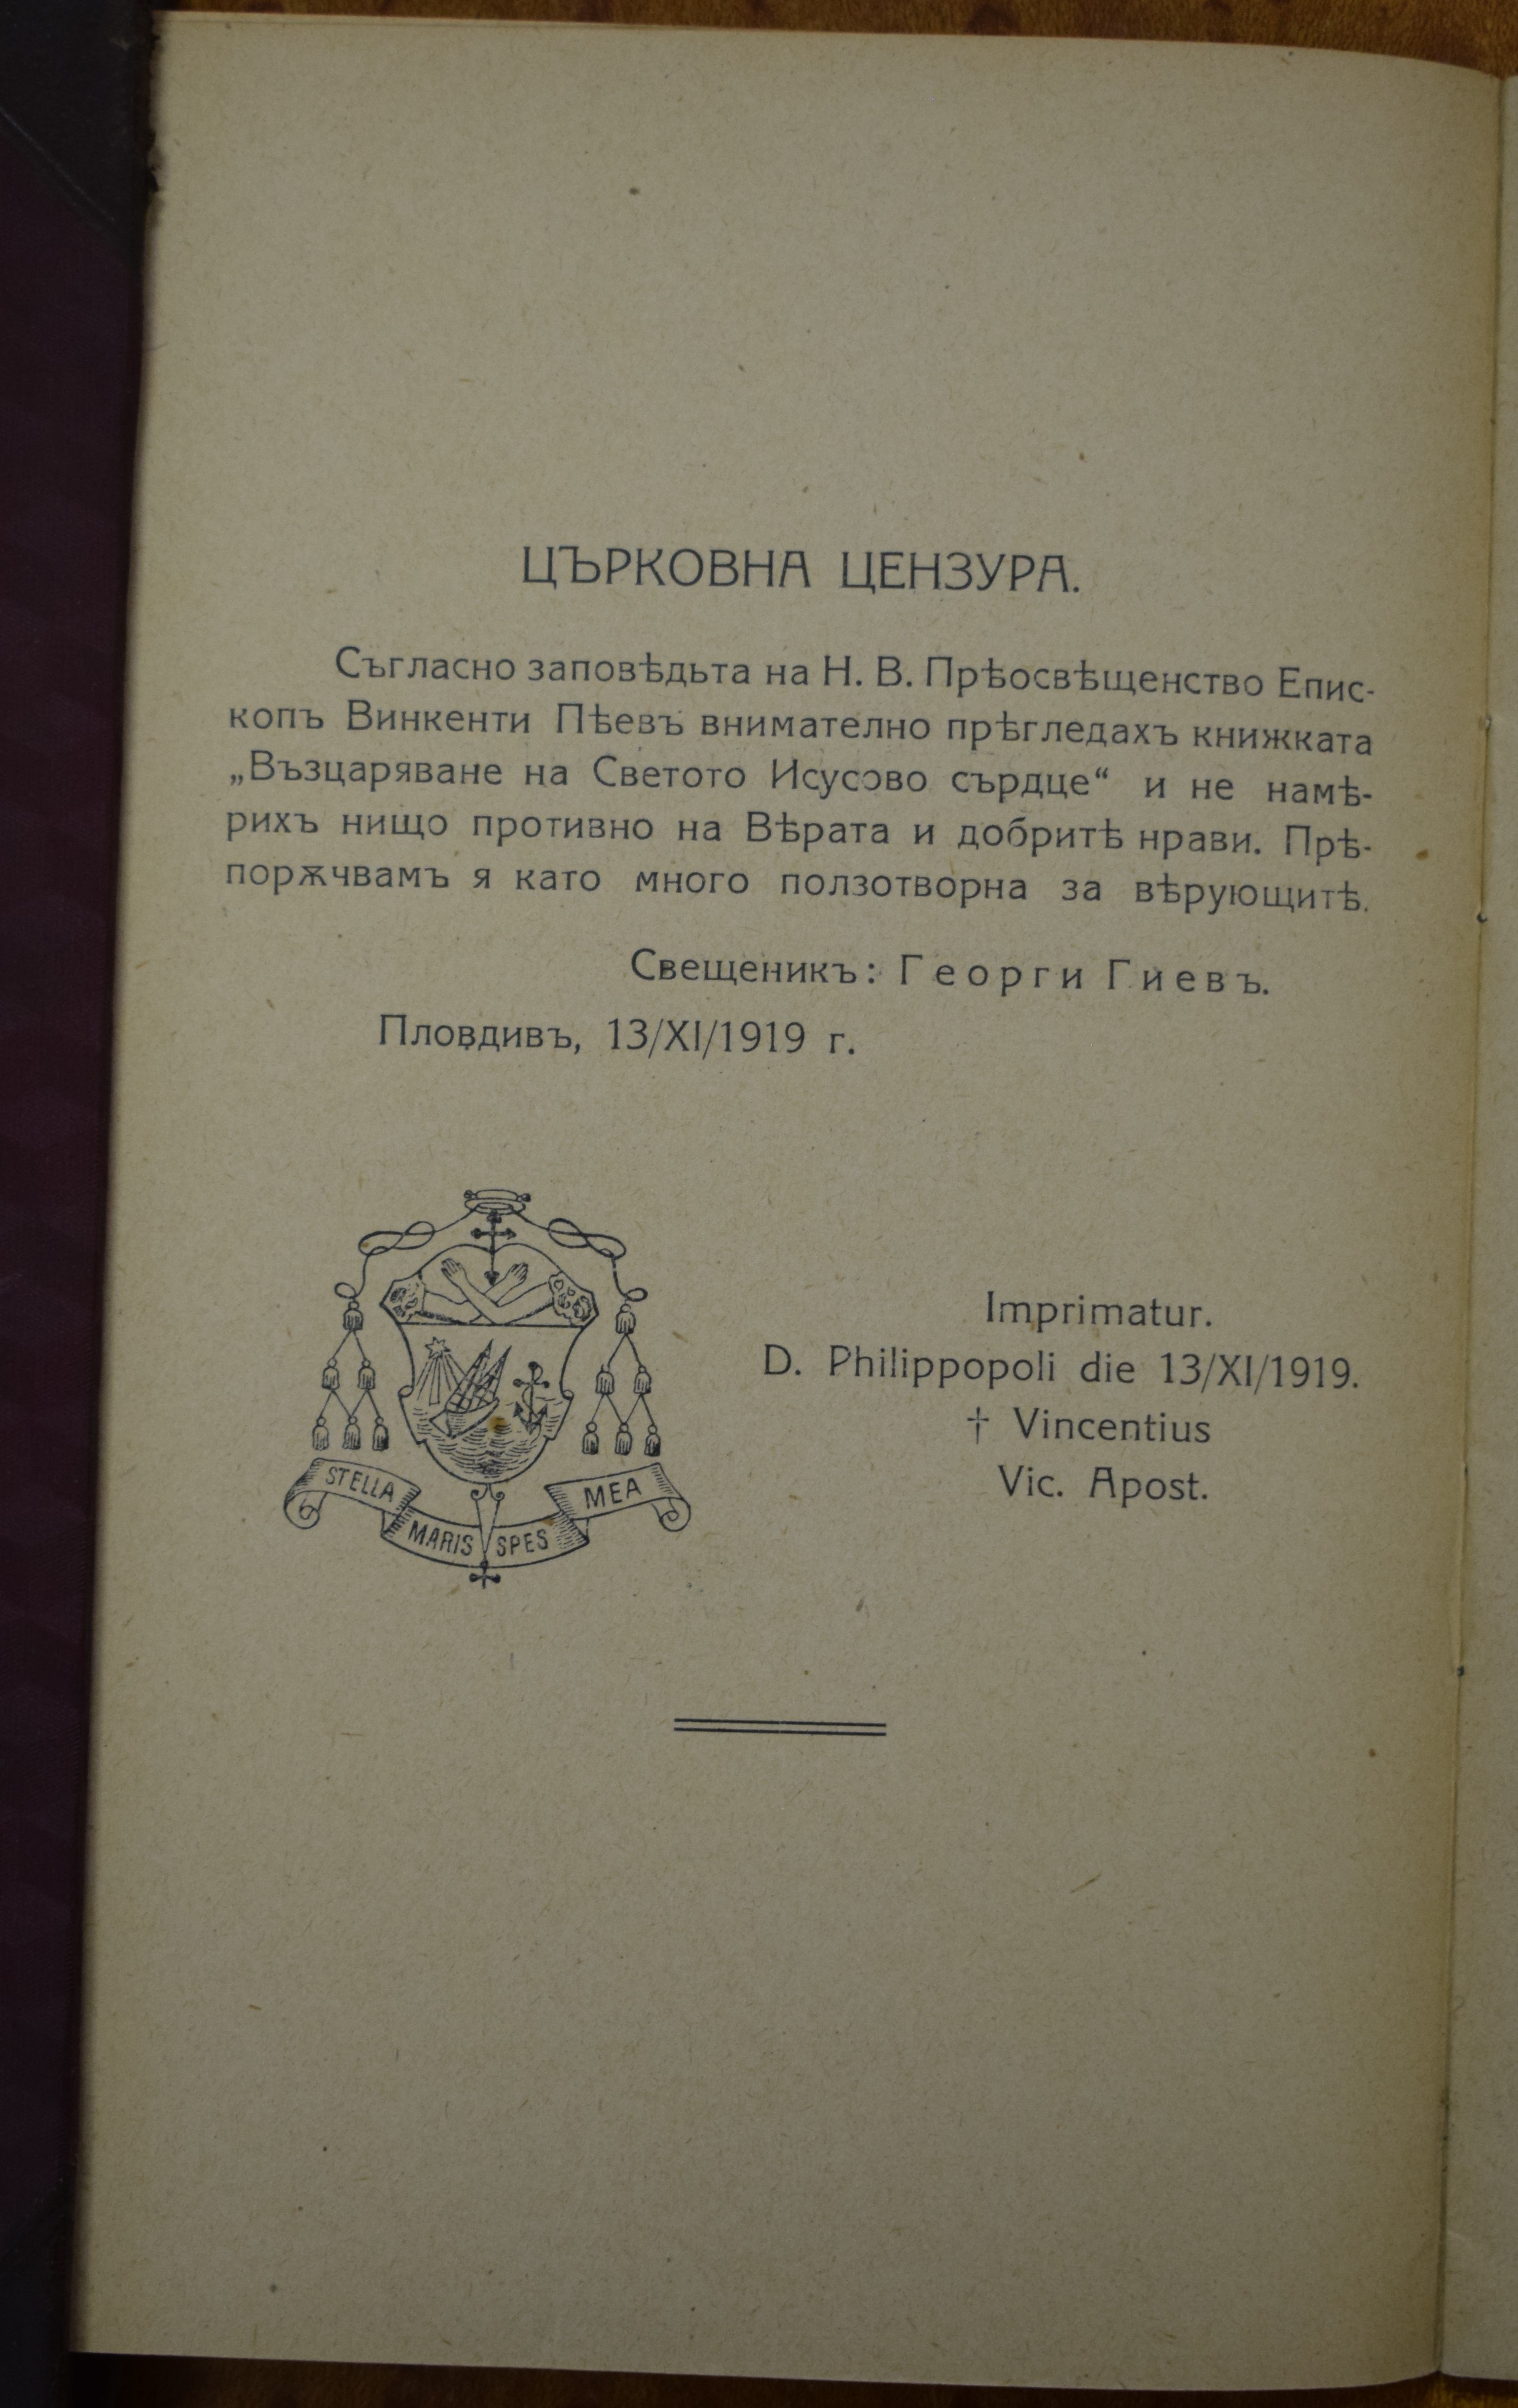 ЦЪРКОВНА ЦЕНЗУРА.
Съгласно заповѣдьта на Н. В. Прѣосвѣщенство Епис-
копъ Винкенти Пѣевъ внимателно прѣгледахъ книжката
„Възцаряване на Светото Исусово сърдце“ и не намѣ-
рихъ нищо противно на Вѣрата и добритѣ нрави. Прѣ-
порѫчвамъ я като много ползотворна за вѣрующитѣ.
Свещеникъ: Георги Гиевъ.
Пловдивъ, 13/XI/1919 г.
Imprimatur.
D. Philippopoli die 13/XI/1919.
† Vincentius
Vic. Apost.
STELLA MARIS SPES MEA